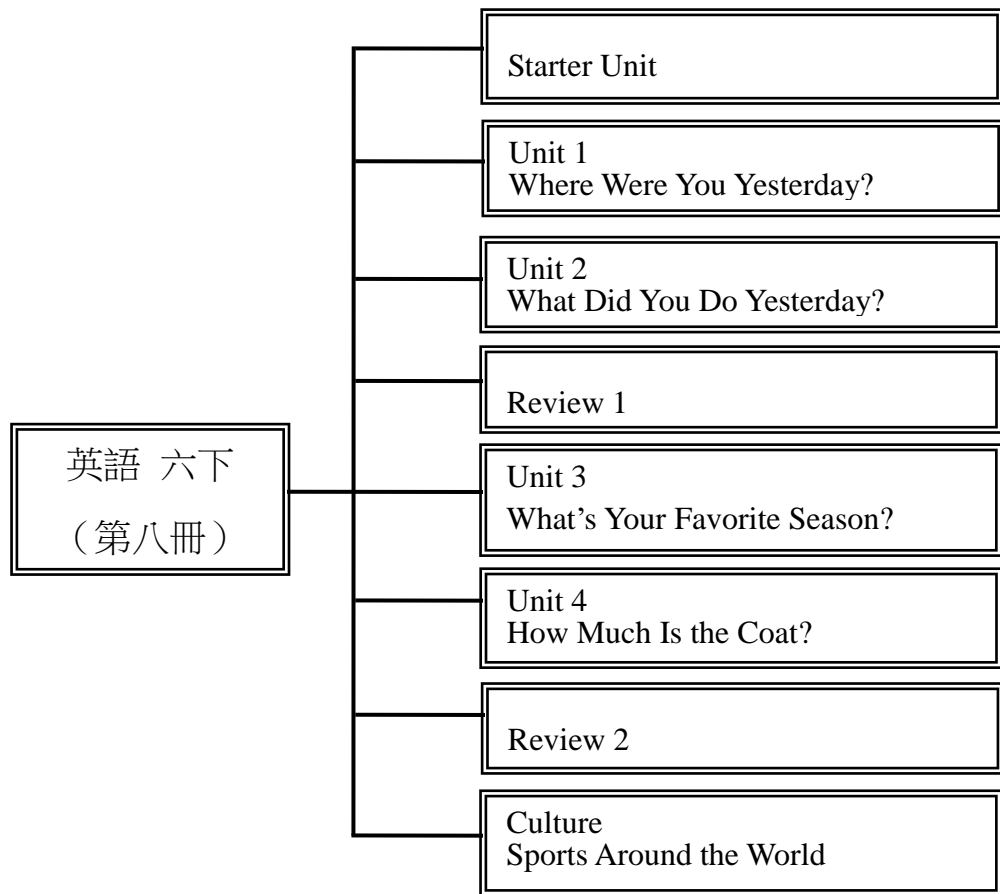 Starter Unit
Unit 1
Where Were You Yesterday?
Unit 2
What Did You Do Yesterday?
Review 1
英語 六下
（第八冊）
Unit 3
What’s Your Favorite Season?
Unit 4
How Much Is the Coat?
Review 2
Culture
Sports Around the World